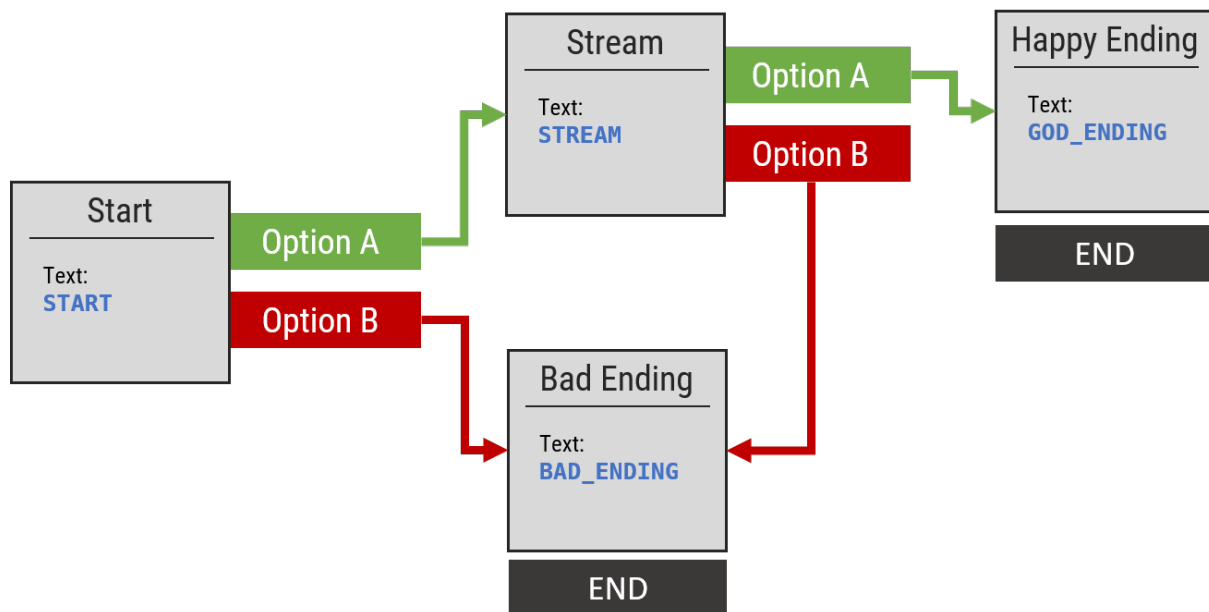 Start
Text:
START
Option A
Option B
Stream
Text:
STREAM
Option A
Option B
Happy Ending
Text:
GOD_ENDING
END
Bad Ending
Text:
BAD_ENDING
END